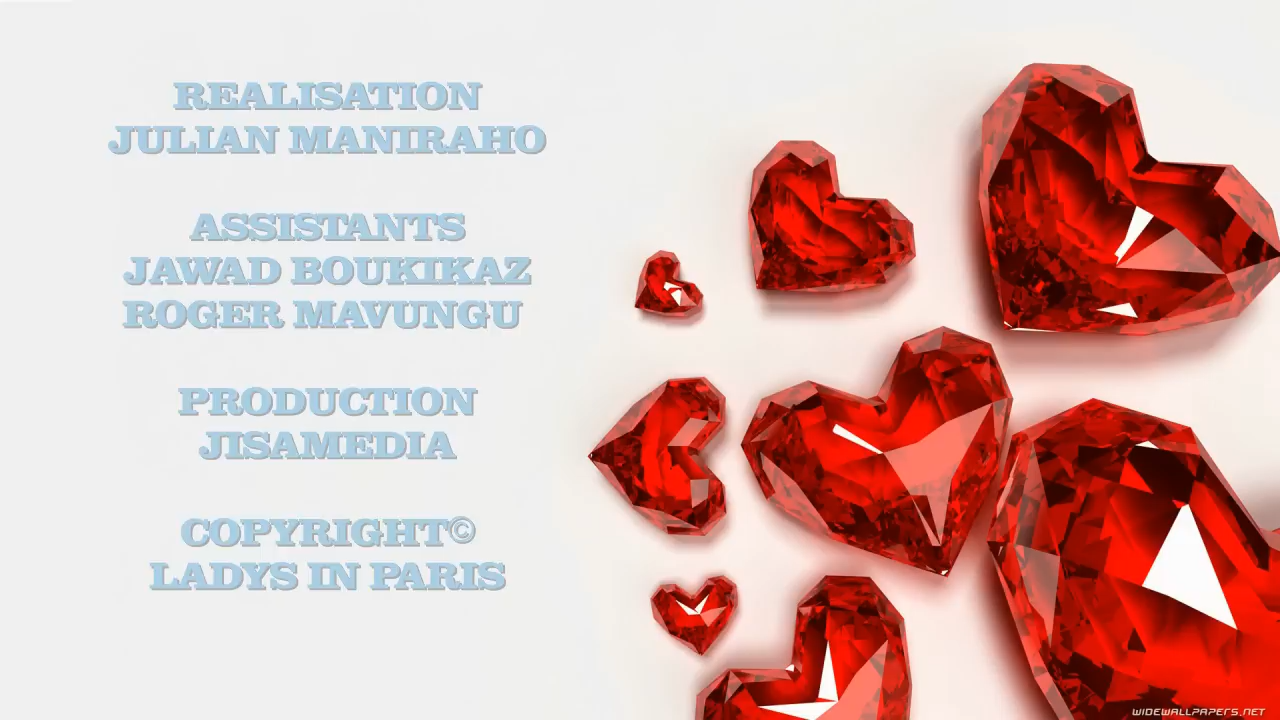 REALISATION
JULIAN MANIRAHO
ASSISTANTS
JAWAD BOUKIKAZ
ROGER MAVUNGU
PRODUCTION
JISAMEDIA
COPYRIGHT©
LADYS IN PARIS
WIDEWALLPAPERS.NET